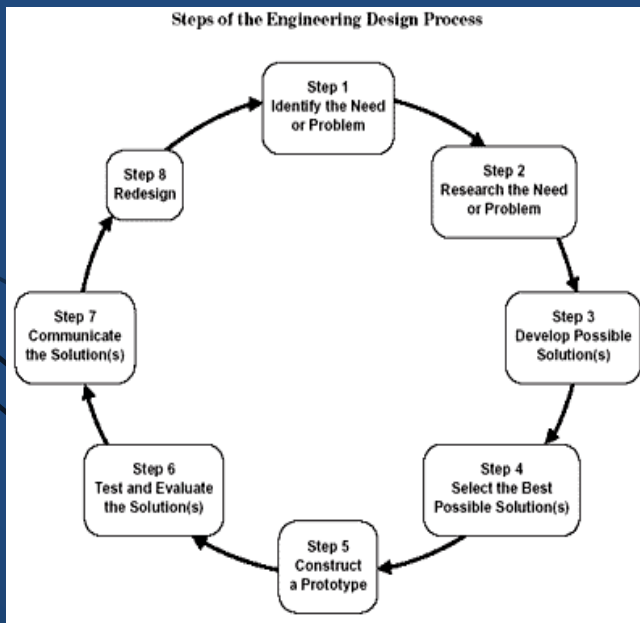 Steps of the Engineering Design Process
Step 1
Identify the Need
or Problem
Step 2
Research the Need
or Problem
Step 3
Develop Possible
Solution(s)
Step 4
Select the Best
Possible Solution(s)
Step 5
Construct
a Prototype
Step 6
Test and Evaluate
the Solution(s)
Step 7
Communicate
the Solution(s)
Step 8
Redesign